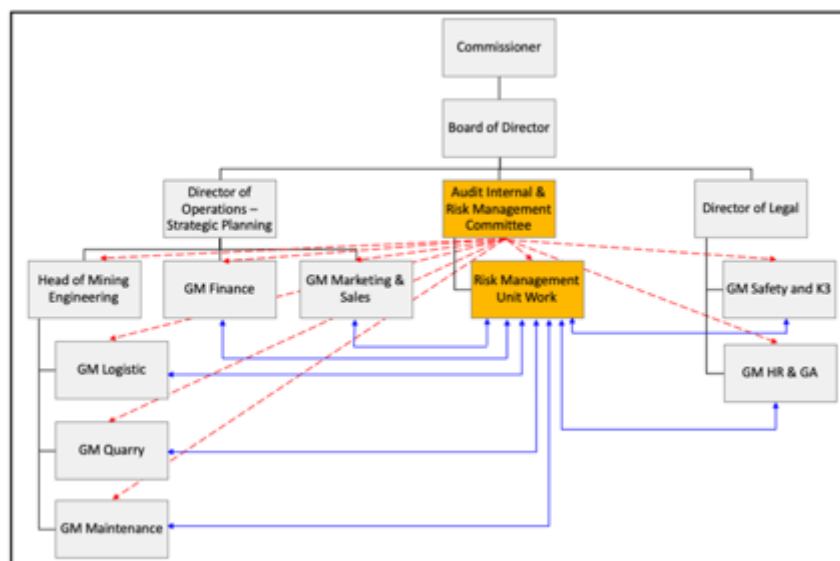 Commissioner
Board of Director
Director of
Operations –
Strategic Planning
Audit Internal &
Risk Management
Committee
Director of Legal
Head of Mining
Engineering
GM Finance
GM Marketing &
Sales
Risk Management
Unit Work
GM Safety and K3
GM Logistic
GM HR & GA
GM Quarry
GM Maintenance